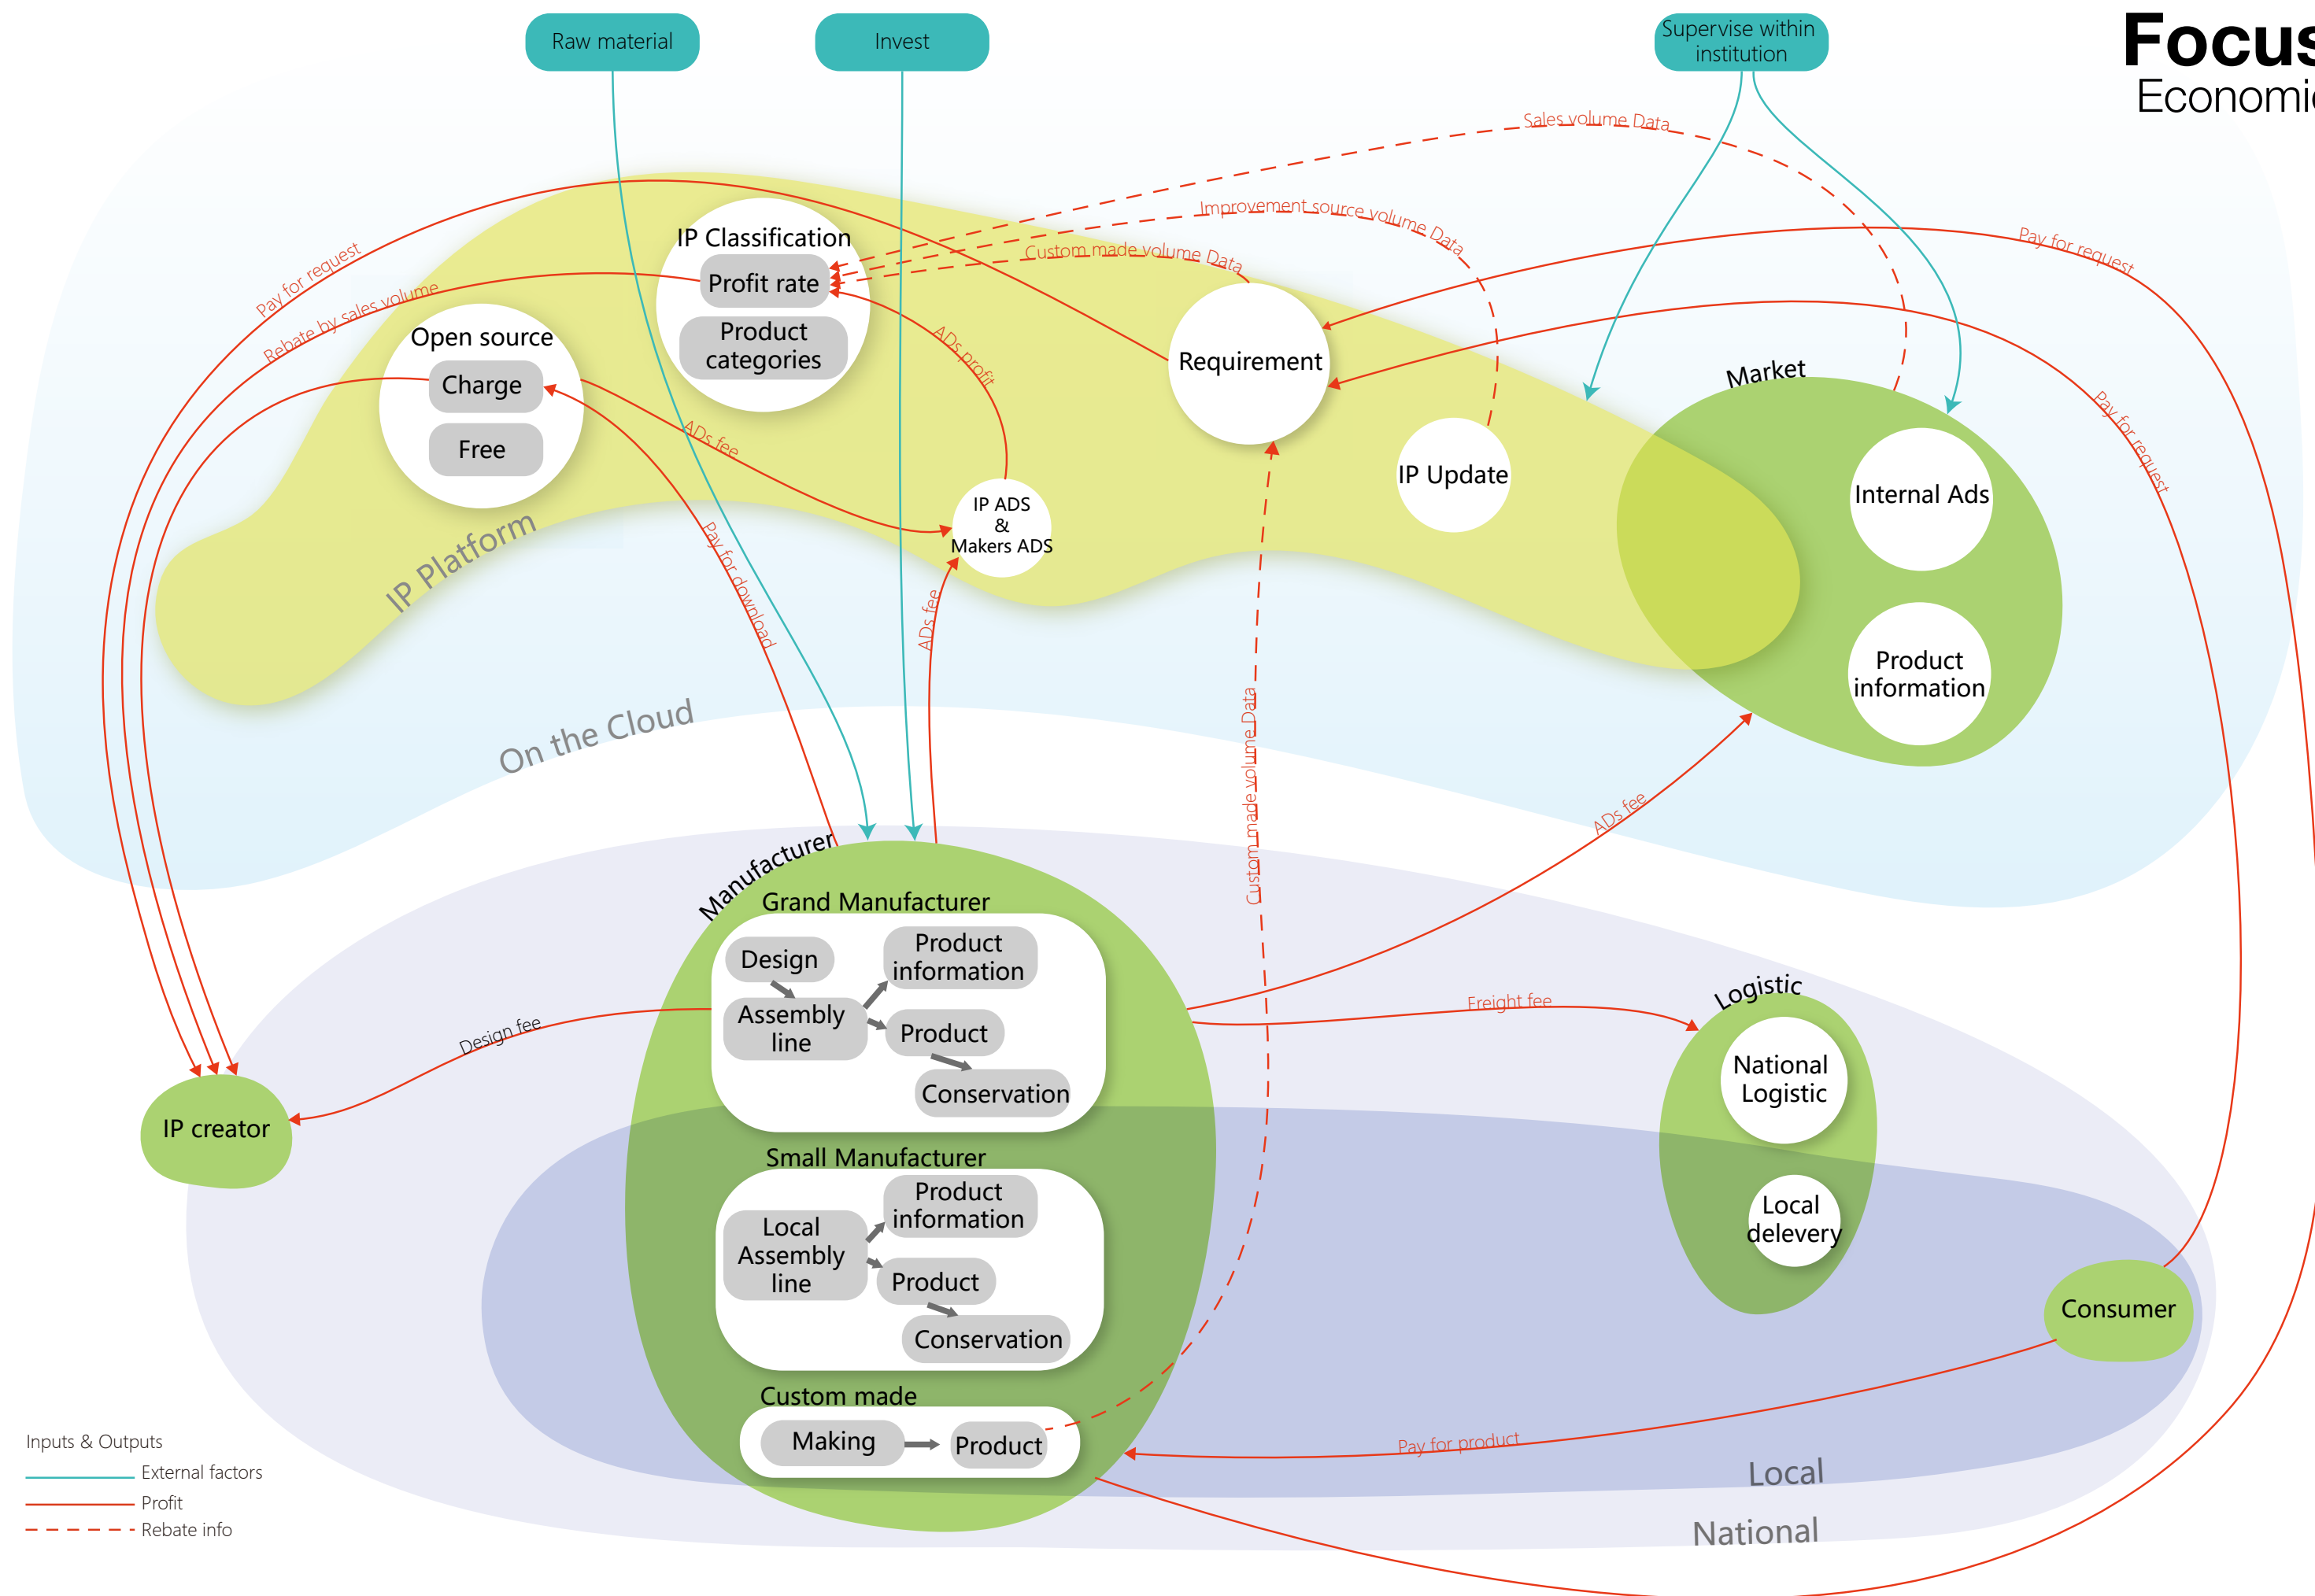 Raw material
Invest
Supervise within
institution
Focus
Economic
Sales volume Data
Improvement source volume Data
Custom made volume Data
Pay for request
Pay for request
Rebate by sales volume
IP Classification
Profit rate
Product
categories
Open source
Charge
Free
ADs profit
ADs fee
Requirement
Market
IP Update
Internal Ads
Pay for request
IP ADS
&
Makers ADS
IP Platform
Pay for download
ADs fee
Product
information
On the Cloud
Custom made volume Data
ADs fee
Manufacturer
Grand Manufacturer
Design
Product
information
Assembly
line
Product
Conservation
Design fee
Freight fee
Logistic
National
Logistic
IP creator
Small Manufacturer
Product
information
Local
Assembly
line
Product
Conservation
Local
delevery
Consumer
Custom made
Making
Product
Pay for product
Local
National
Inputs & Outputs
External factors
Profit
Rebate info